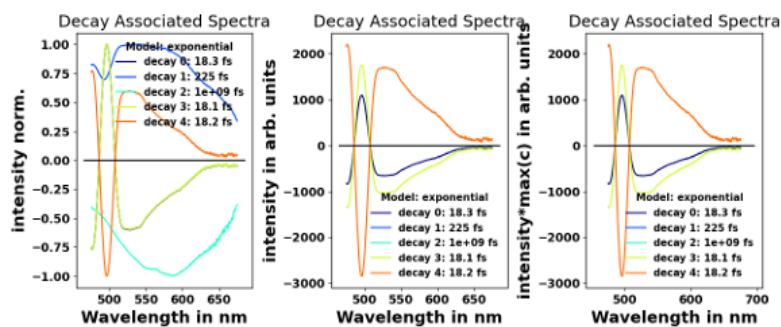 Decay Associated Spectra
intensity norm.
1.00
0.75
0.50
0.25
0.00
−0.25
−0.50
−0.75
−1.00
Model: exponential
decay 0: 18.3 fs
decay 1: 225 fs
decay 2: 1e+09 fs
decay 3: 18.1 fs
decay 4: 18.2 fs
500 550 600 650
Wavelength in nm
Decay Associated Spectra
intensity in arb. units
2000
1000
0
−1000
−2000
−3000
Model: exponential
decay 0: 18.3 fs
decay 1: 225 fs
decay 2: 1e+09 fs
decay 3: 18.1 fs
decay 4: 18.2 fs
500 550 600 650
Wavelength in nm
Decay Associated Spectra
intensity*max(c) in arb. units
2000
1000
0
−1000
−2000
−3000
Model: exponential
decay 0: 18.3 fs
decay 1: 225 fs
decay 2: 1e+09 fs
decay 3: 18.1 fs
decay 4: 18.2 fs
500 600 700
Wavelength in nm